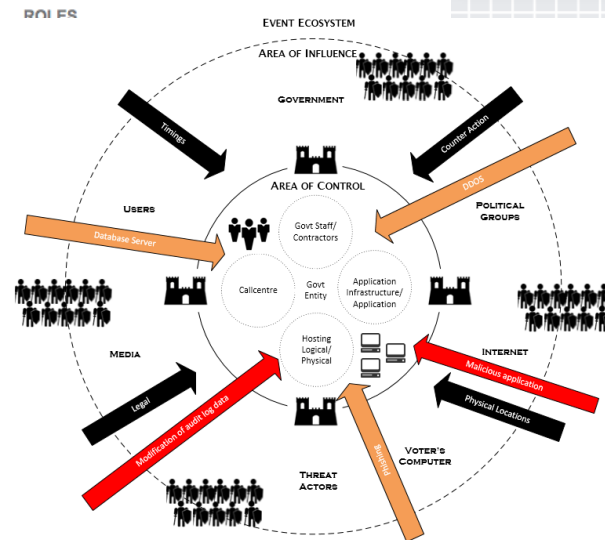 ROLES
EVENT ECOSYSTEM
AREA OF INFLUENCE
GOVERNMENT
Timings
Counter Action
AREA OF CONTROL
DDOS
USERS
POLITICAL
GROUPS
Database Server
Govt Staff/
Contractors
Callcentre
Govt
Entity
Application
Infrastructure/
Application
Hosting
Logical/
Physical
MEDIA
INTERNET
Malicious application
Legal
Physical Locations
Modification of audit log data
Phishing
VOTER'S
COMPUTER
THREAT
ACTORS